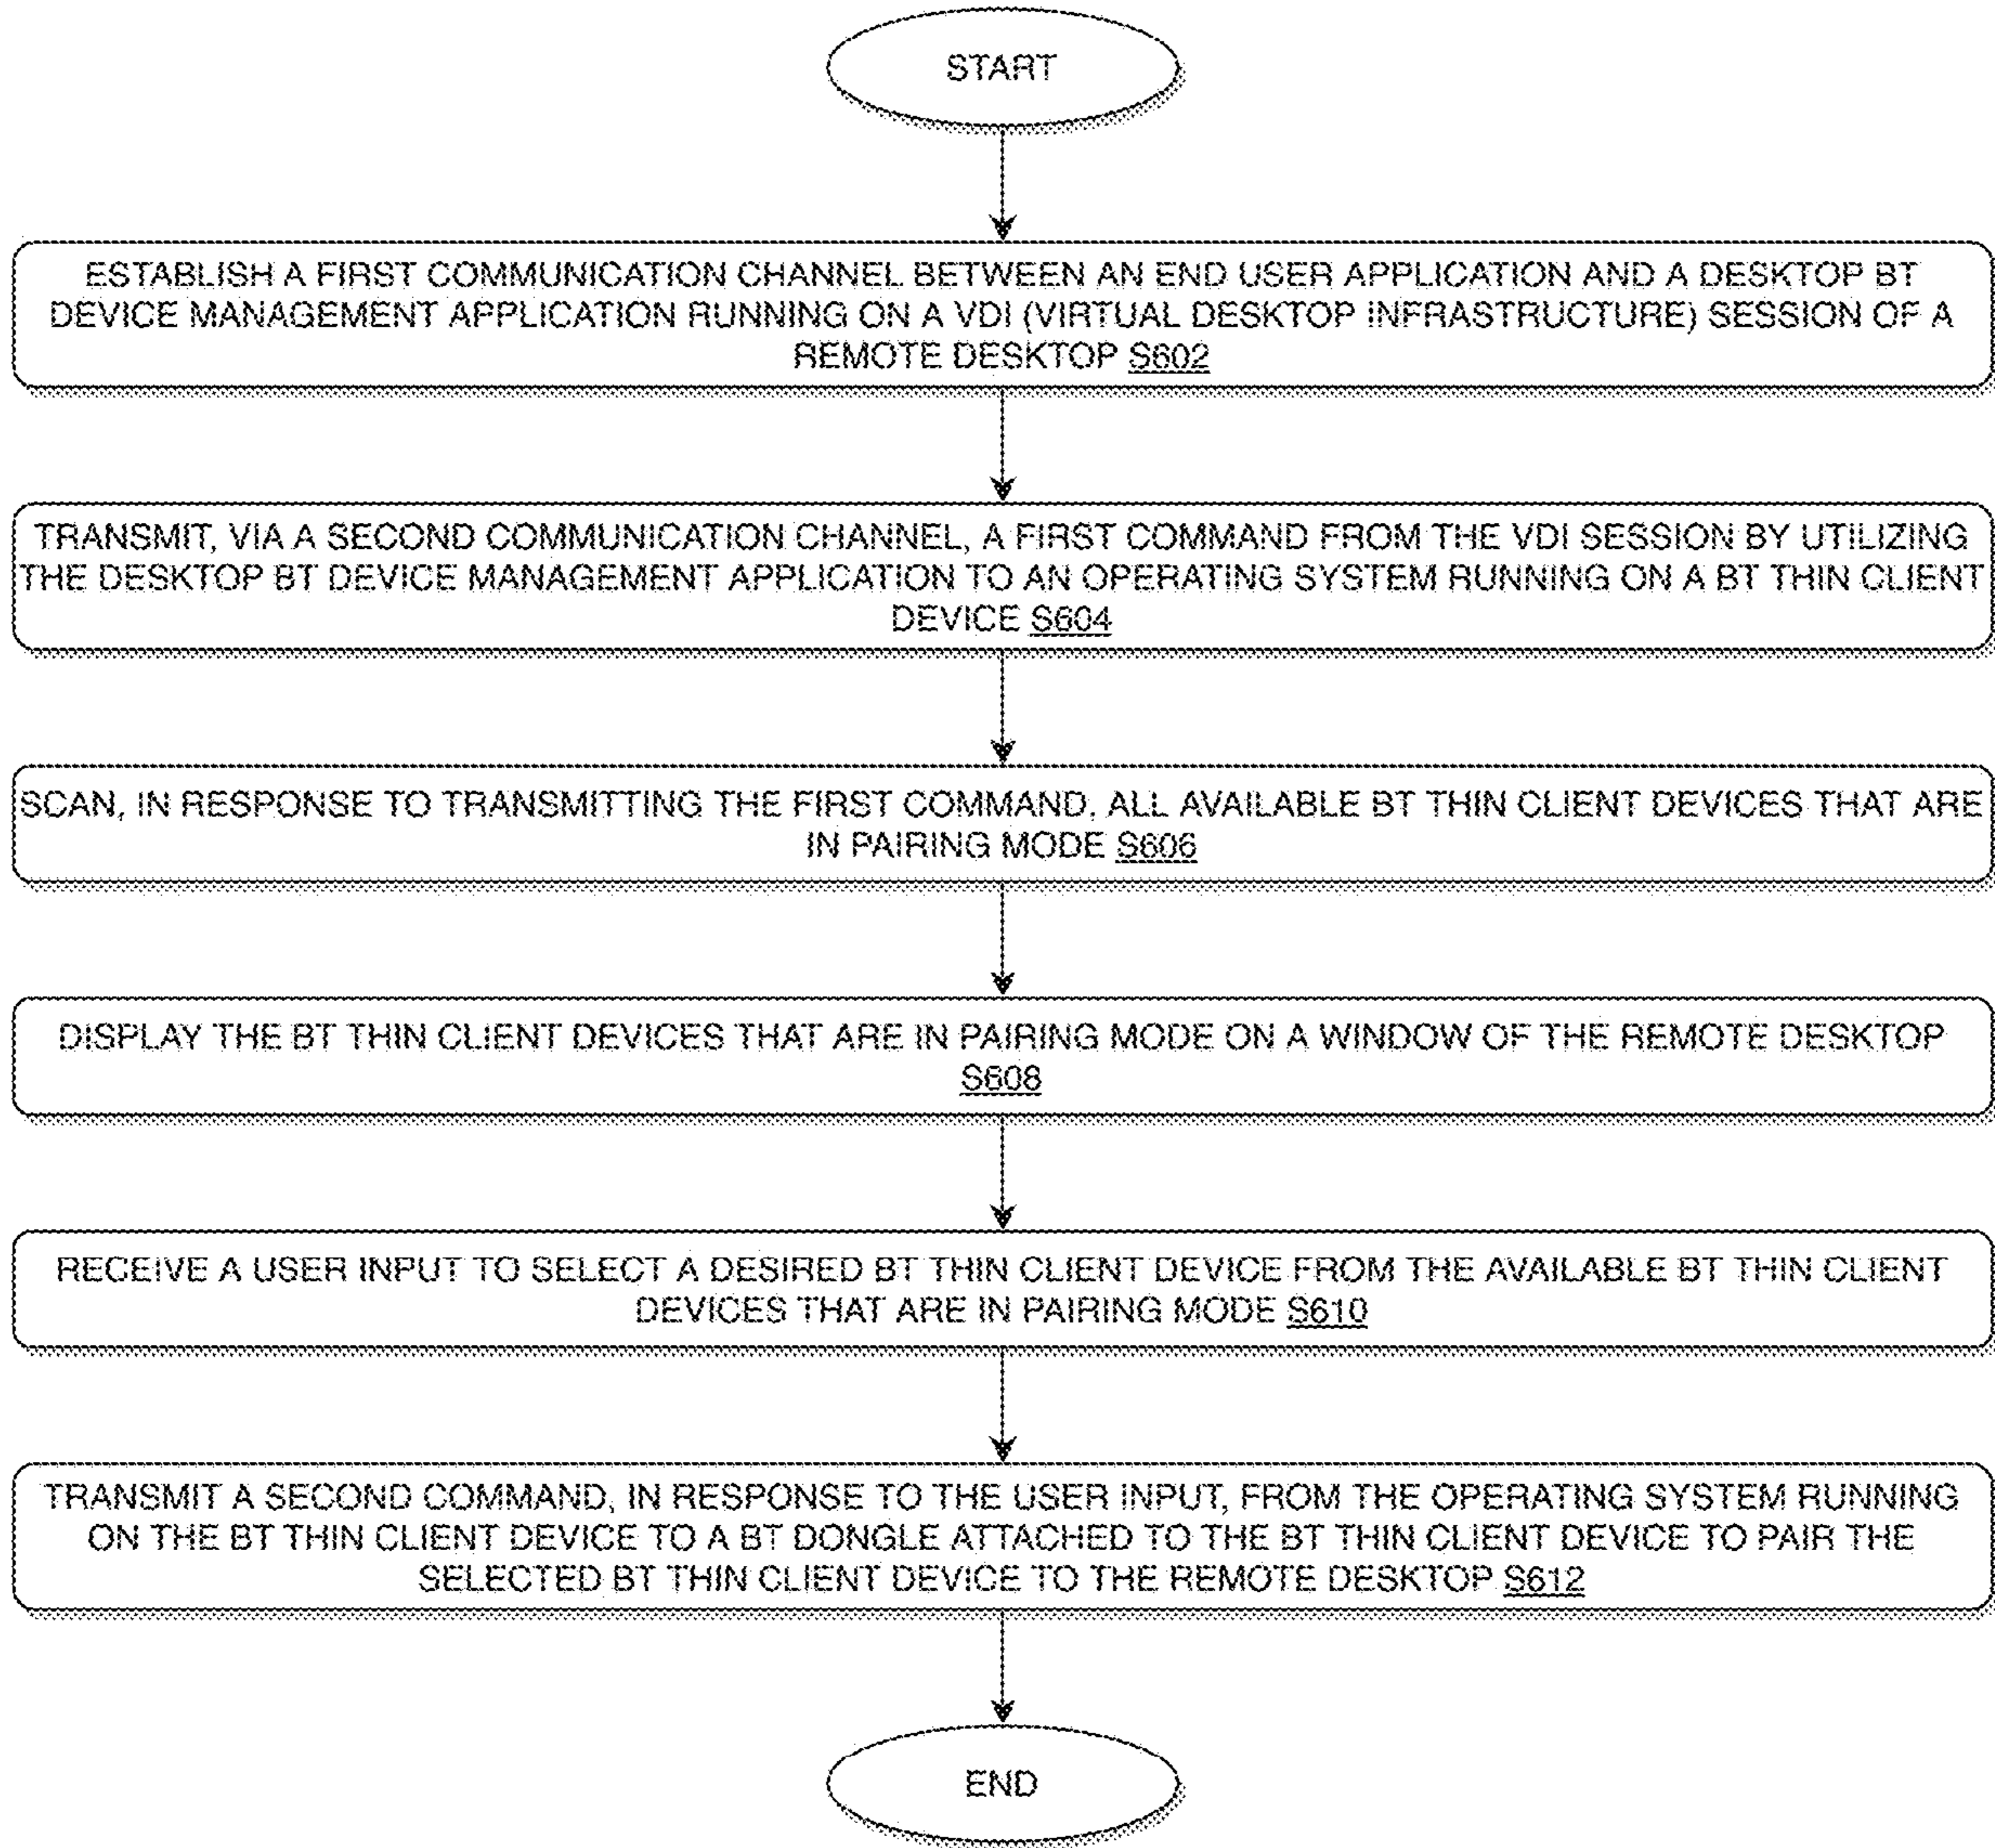 START
ESTABLISH A FIRST COMMUNICATION CHANNEL BETWEEN AN END USER APPLICATION AND A DESKTOP BT
DEVICE MANAGEMENT APPLICATION RUNNING ON A VDI (VIRTUAL DESKTOP INFRASTRUCTURE) SESSION OF A
REMOTE DESKTOP S602
TRANSMIT, VIA A SECOND COMMUNICATION CHANNEL, A FIRST COMMAND FROM THE VDI SESSION BY UTILIZING
THE DESKTOP BT DEVICE MANAGEMENT APPLICATION TO AN OPERATING SYSTEM RUNNING ON A BT THIN CLIENT
DEVICE S604
SCAN, IN RESPONSE TO TRANSMITTING THE FIRST COMMAND, ALL AVAILABLE BT THIN CLIENT DEVICES THAT ARE
IN PAIRING MODE S606
DISPLAY THE BT THIN CLIENT DEVICES THAT ARE IN PAIRING MODE ON A WINDOW OF THE REMOTE DESKTOP
S608
RECEIVE A USER INPUT TO SELECT A DESIRED BT THIN CLIENT DEVICE FROM THE AVAILABLE BT THIN CLIENT
DEVICES THAT ARE IN PAIRING MODE S610
TRANSMIT A SECOND COMMAND, IN RESPONSE TO THE USER INPUT, FROM THE OPERATING SYSTEM RUNNING
ON THE BT THIN CLIENT DEVICE TO A BT DONGLE ATTACHED TO THE BT THIN CLIENT DEVICE TO PAIR THE
SELECTED BT THIN CLIENT DEVICE TO THE REMOTE DESKTOP S612
END